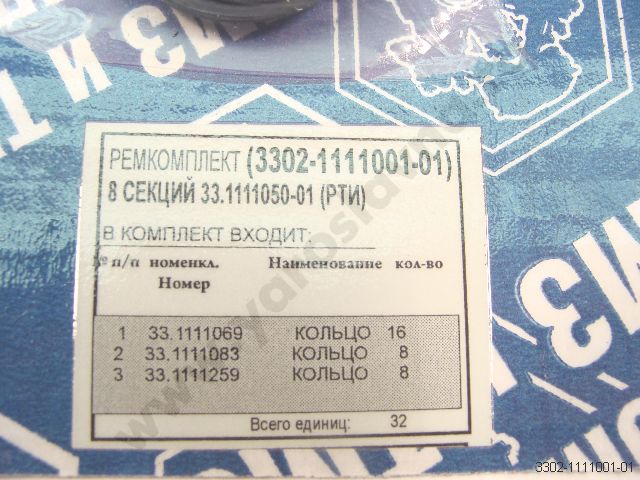 МЗ И Т
РЕМКОМПЛЕКТ (3302-1111001-01)
8 СЕКЦИЙ 33.1111050-01 (РТИ)
В КОМПЛЕКТ ВХОДИТ:
№ п/п номенкл. Наименование кол-во
Номер
1 33.1111069 КОЛЬЦО 16
2 33.1111083 КОЛЬЦО 8
3 33.1111259 КОЛЬЦО 8
Всего единиц: 32
3302-1111001-01